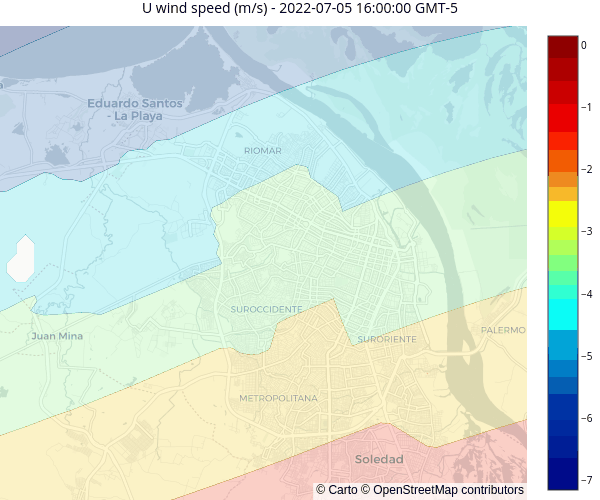 U wind speed (m/s) - 2022-07-05 16:00:00 GMT-5
Eduardo Santos
- La Playa
RIOMAR
SUROCCIDENTE
Juan Mina
SURORIENTE
PALERMO
METROPOLITANA
Soledad
© Carto © OpenStreetMap contributors
0
−1
−2
−3
−4
−5
−6
−7